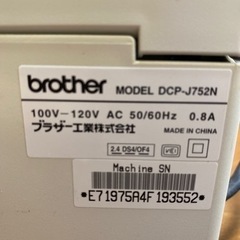 brother MODEL DCP-J752N
100V-120V AC 50/60Hz 0.8A
ブラザー工業株式会社 MADE IN CHINA
2.4 DS4/OF4
Machine SN
E71975A4F193552